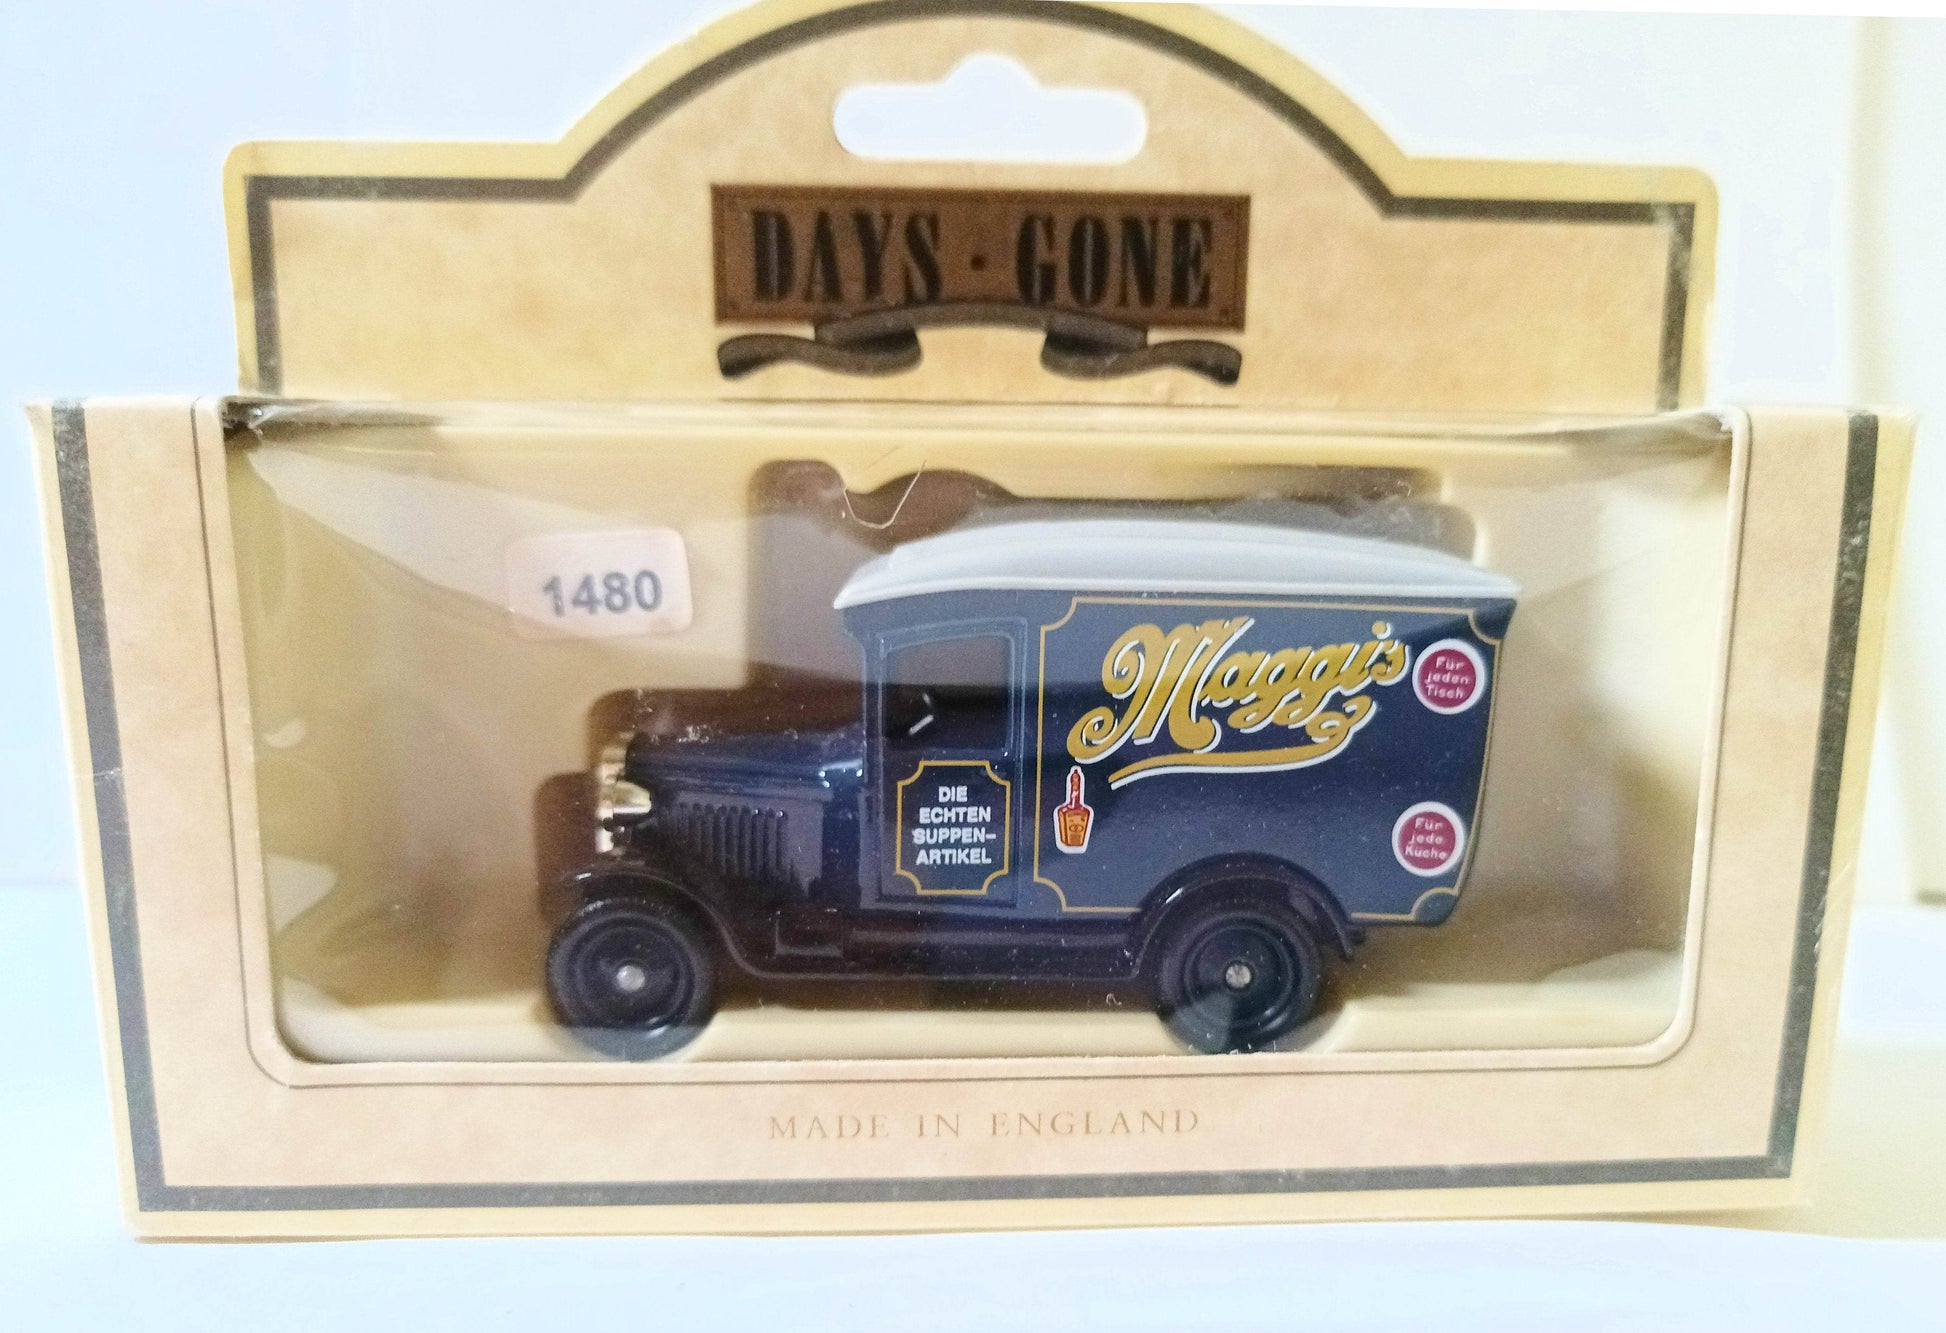 DAYS · GONE
1480
Maggi's
Für
jeden
Tisch
DIE
ECHTEN
SUPPEN-
ARTIKEL
Für
jede
Küche
MADE IN ENGLAND